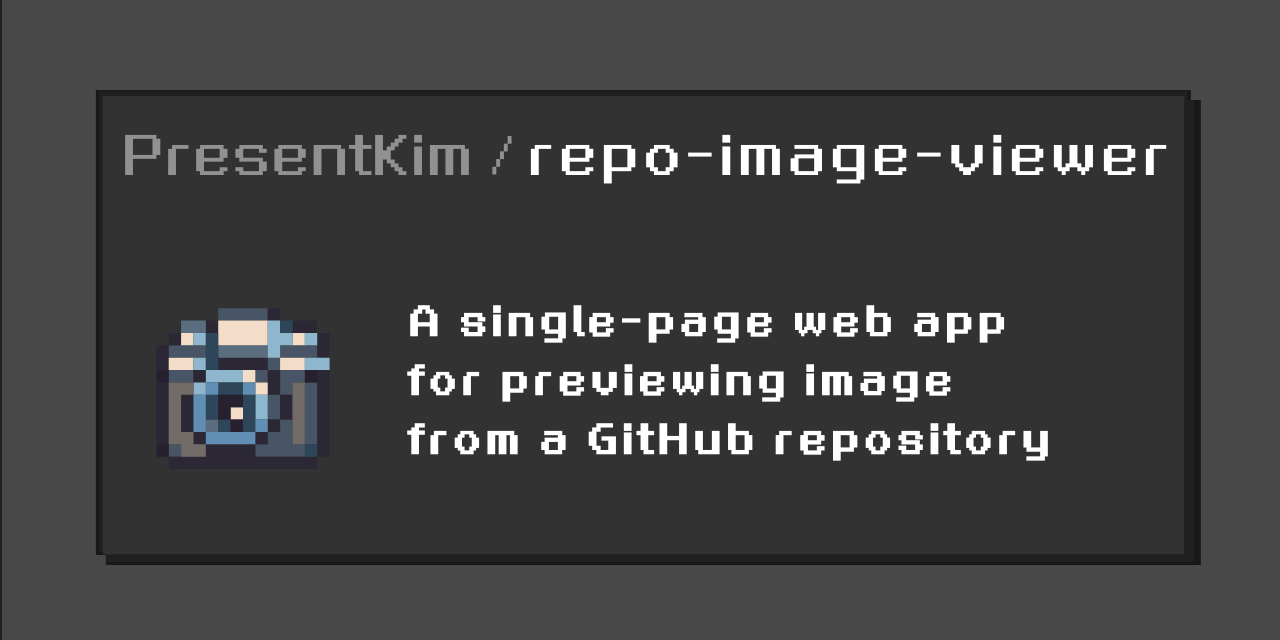 PresentKim / repo-image-viewer
A single-page web app
for previewing image
from a GitHub repository